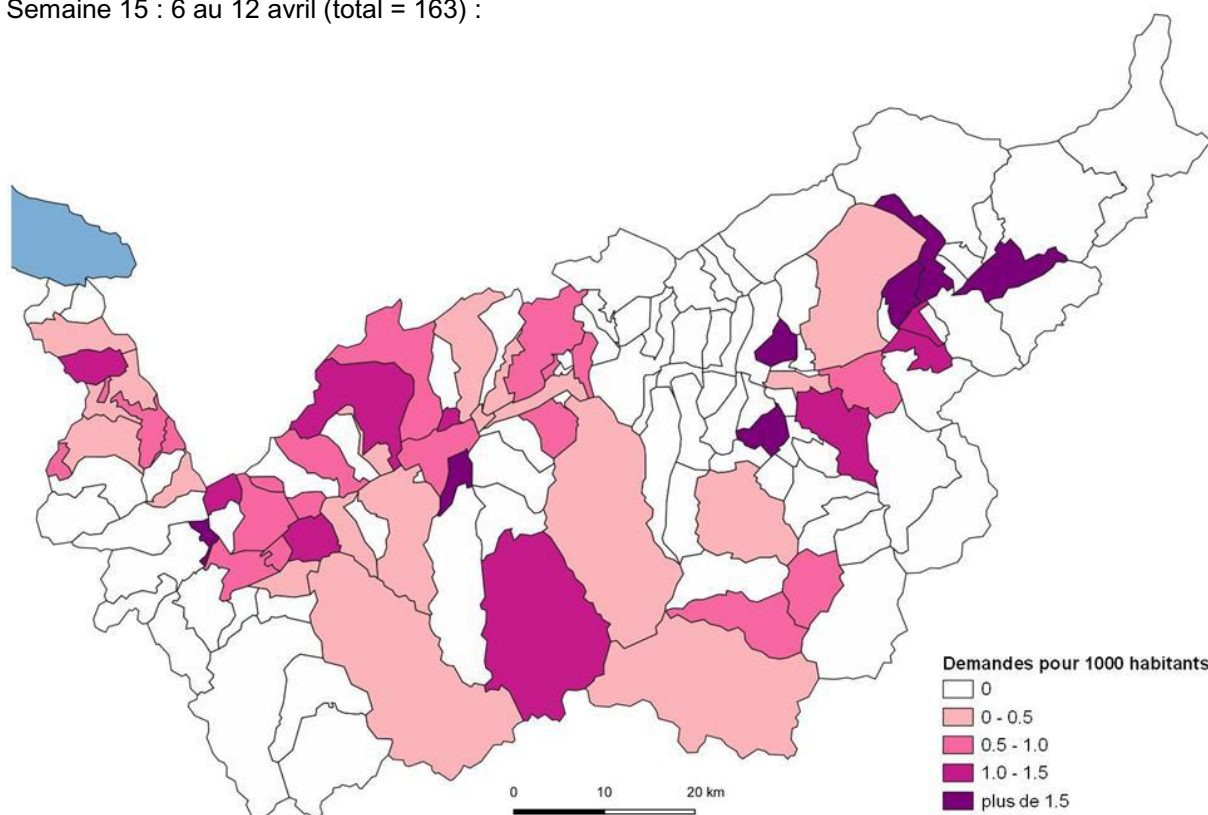 Semaine 15 : 6 au 12 avril (total = 163) :
Demandes pour 1000 habitants
0
0 - 0.5
0.5 - 1.0
1.0 - 1.5
plus de 1.5
0 10 20 km